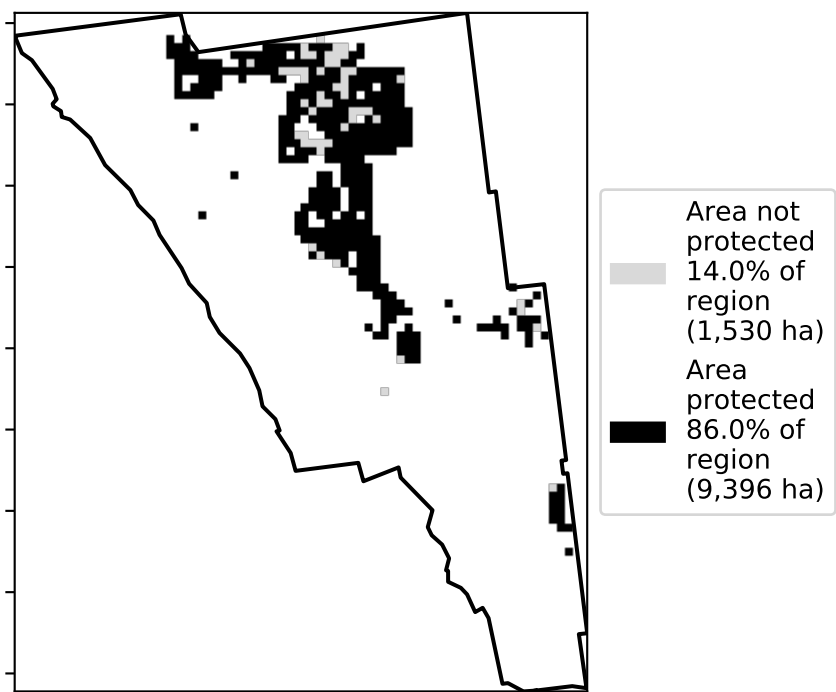 Area not
protected
14.0% of
region
(1,530 ha)
Area
protected
86.0% of
region
(9,396 ha)